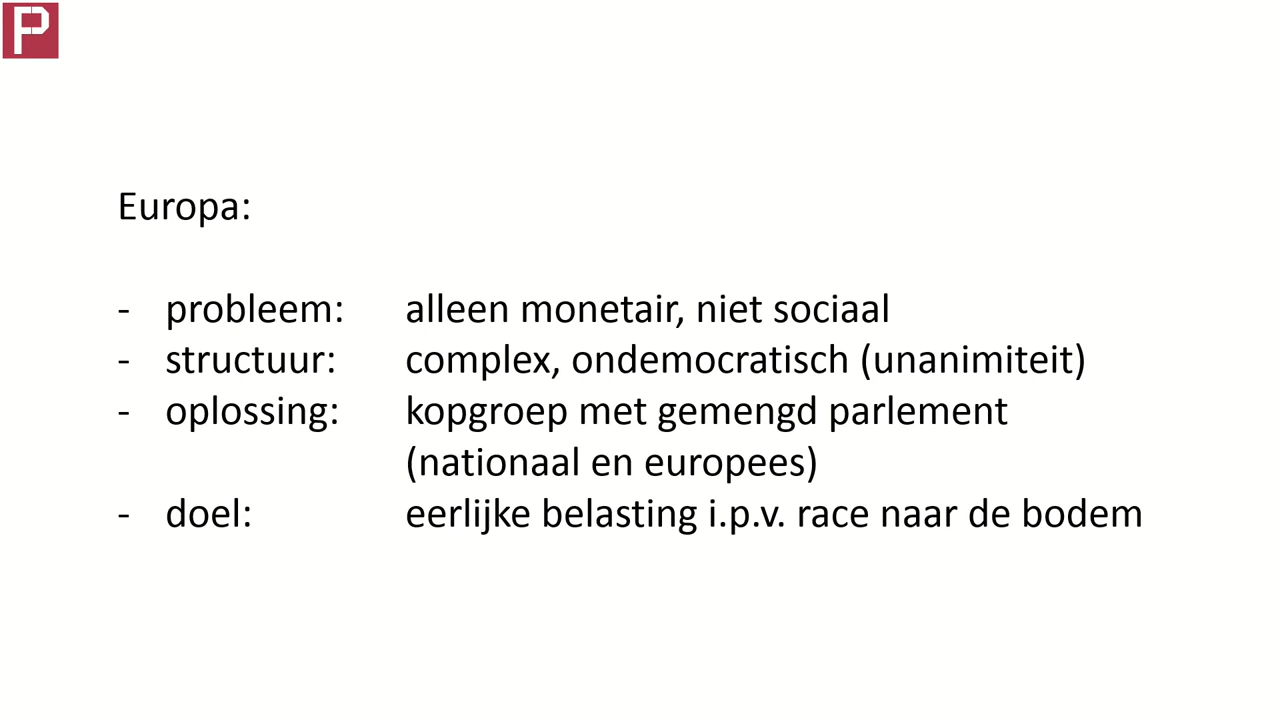 P
Europa:
- probleem: alleen monetair, niet sociaal
- structuur: complex, ondemocratisch (unanimiteit)
- oplossing: kopgroep met gemengd parlement
(nationaal en europees)
- doel: eerlijke belasting i.p.v. race naar de bodem